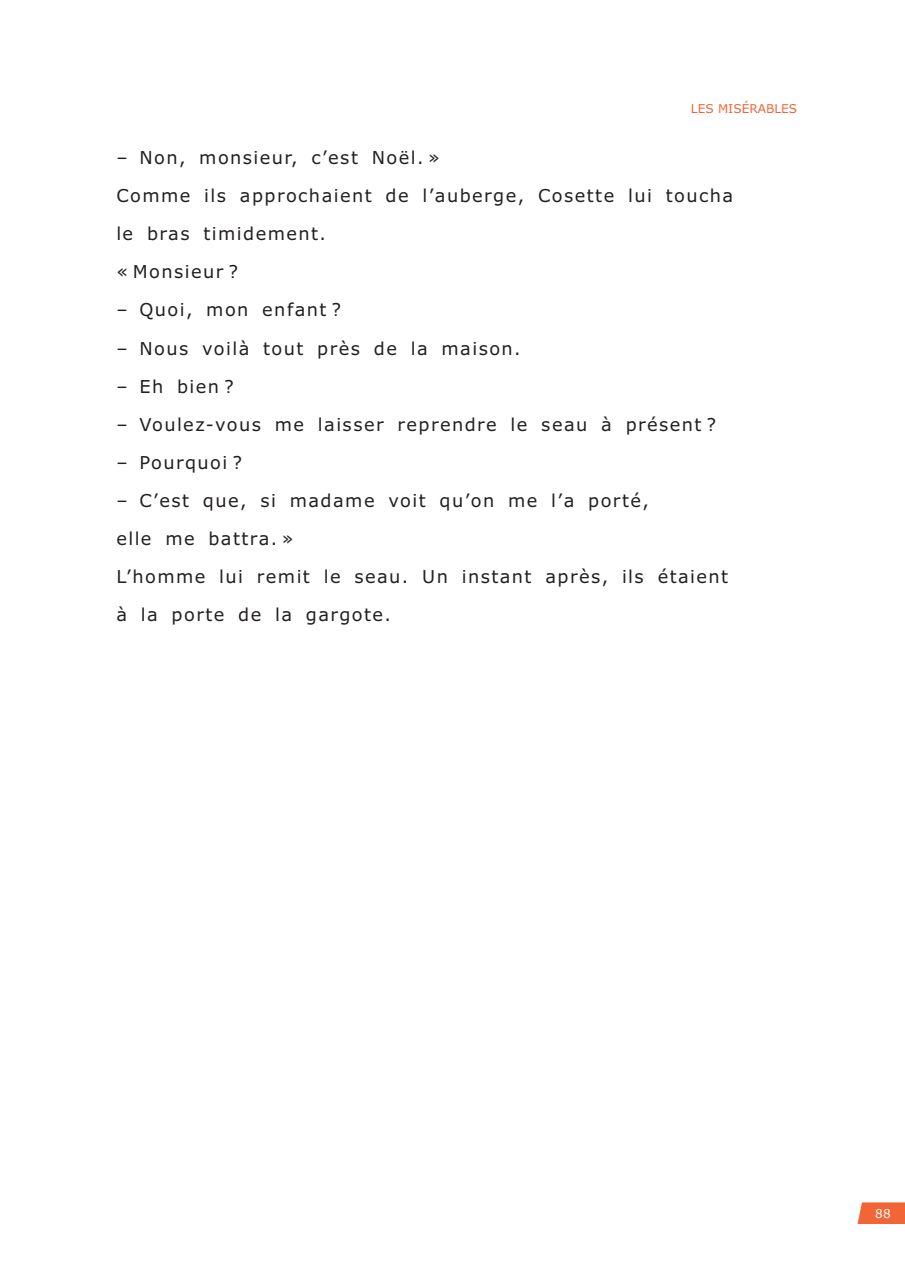 LES MISÉRABLES
– Non, monsieur, c’est Noël. »
Comme ils approchaient de l’auberge, Cosette lui toucha
le bras timidement.
« Monsieur ?
– Quoi, mon enfant ?
– Nous voilà tout près de la maison.
– Eh bien ?
– Voulez-vous me laisser reprendre le seau à présent ?
– Pourquoi ?
– C’est que, si madame voit qu’on me l’a porté,
elle me battra. »
L’homme lui remit le seau. Un instant après, ils étaient
à la porte de la gargote.
88